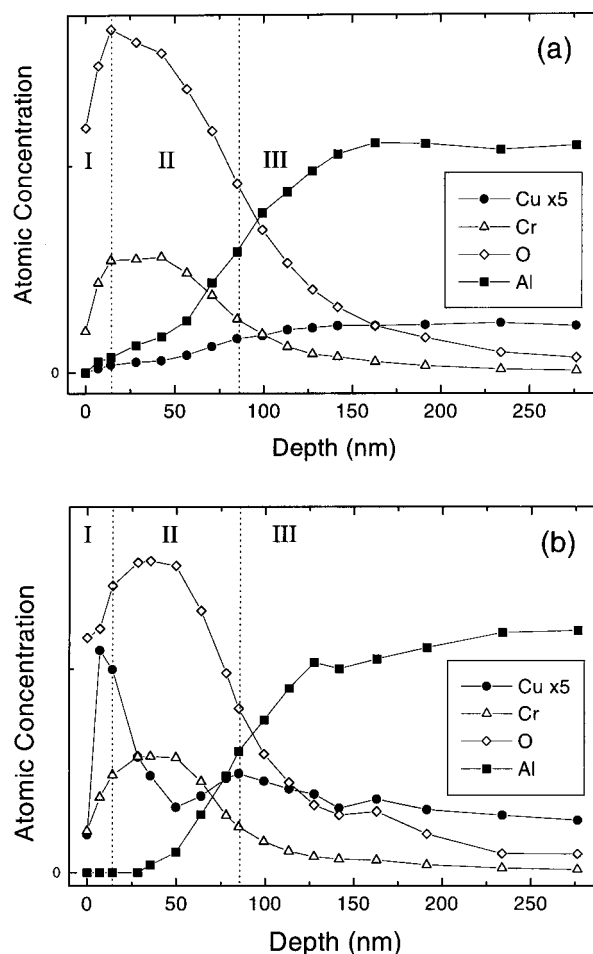 (a)
I II III
Atomic Concentration
Cu x5
Cr
O
Al
0
0 50 100 150 200 250
Depth (nm)
I II III
(b)
Atomic Concentration
Cu x5
Cr
O
Al
0
0 50 100 150 200 250
Depth (nm)